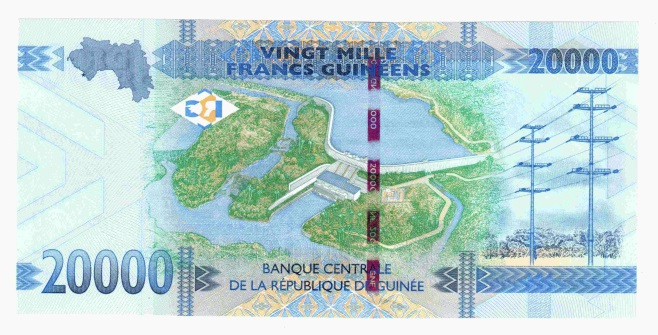 VINGT MILLE
FRANCS GUINÉENS
20000
20000
BANQUE CENTRALE
DE LA RÉPUBLIQUE DE GUINÉE